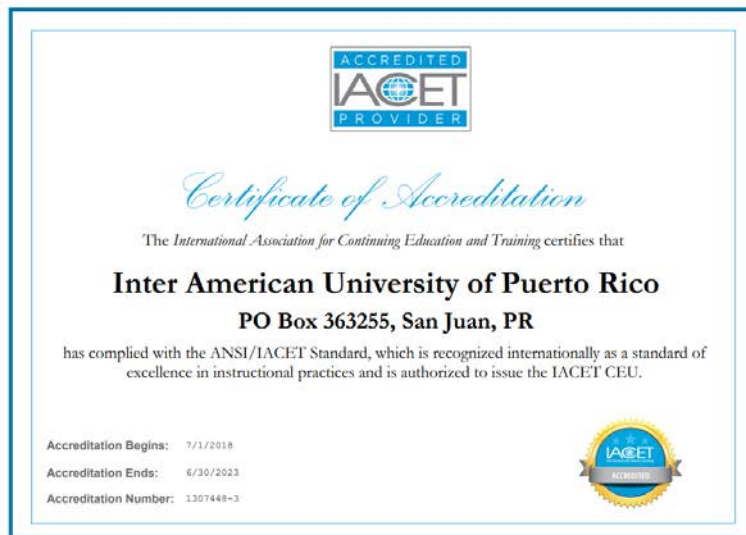 ACCREDITED
IACET
PROVIDER
Certificate of Accreditation
The International Association for Continuing Education and Training certifies that
Inter American University of Puerto Rico
PO Box 363255, San Juan, PR
has complied with the ANSI/IACET Standard, which is recognized internationally as a standard of
excellence in instructional practices and is authorized to issue the IACET CEU.
Accreditation Begins: 7/1/2018
Accreditation Ends: 6/30/2023
Accreditation Number: 1307448-3
IACET
ACCREDITED